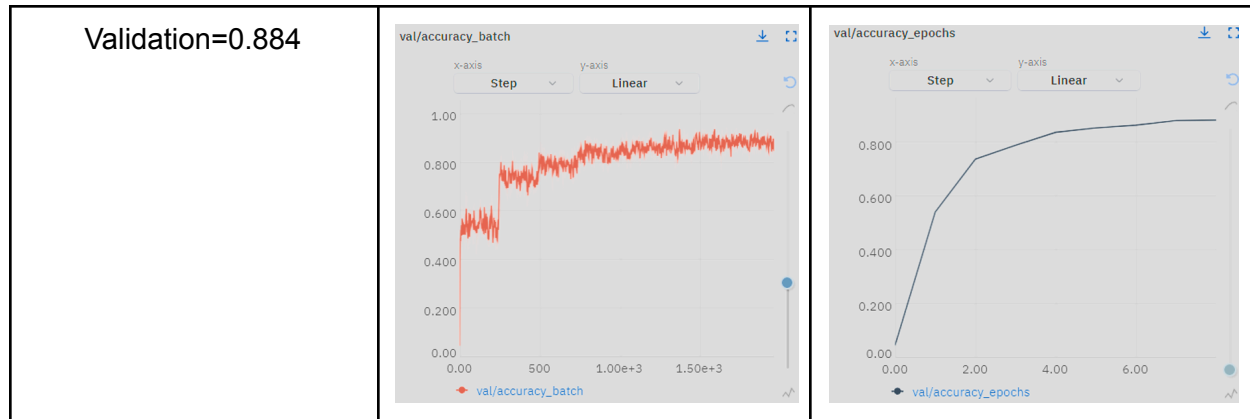 Validation=0.884
val/accuracy_batch
x-axis y-axis
Step Linear
1.00
0.800
0.600
0.400
0.200
0.00
0.00 500 1.00e+3 1.50e+3
val/accuracy_batch
val/accuracy_epochs
x-axis y-axis
Step Linear
0.800
0.600
0.400
0.200
0.00
0.00 2.00 4.00 6.00
val/accuracy_epochs